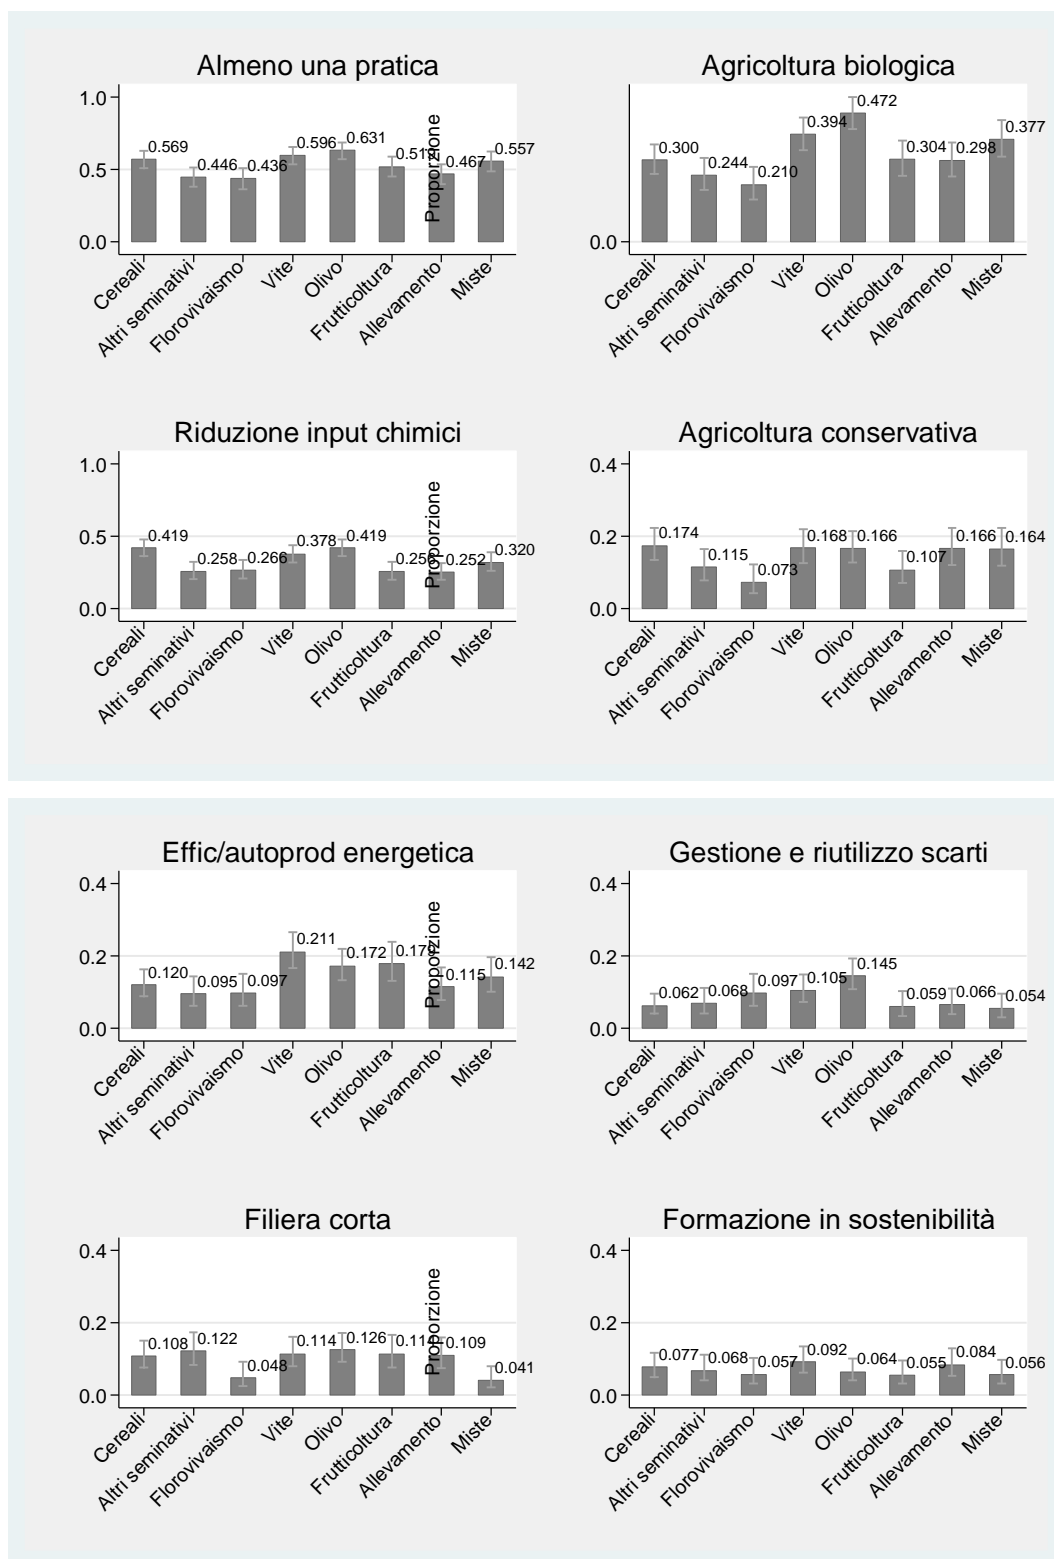 Almeno una pratica
1.0
0.5
0.0
0.569
0.446
0.436
0.596
0.631
0.467
0.557
Proporzione
Cereali
Altri seminativi
Florovivaismo
Vite
Olivo
Frutticoltura
Allevamento
Miste
Agricoltura biologica
0.0
0.300
0.244
0.210
0.394
0.472
0.304
0.298
0.377
Cereali
Altri seminativi
Florovivaismo
Vite
Olivo
Frutticoltura
Allevamento
Miste
Riduzione input chimici
1.0
0.5
0.0
0.419
0.258
0.266
0.378
0.419
0.256
0.252
0.320
Proporzione
Cereali
Altri seminativi
Florovivaismo
Vite
Olivo
Frutticoltura
Allevamento
Miste
Agricoltura conservativa
0.4
0.2
0.0
0.174
0.115
0.073
0.168
0.166
0.107
0.166
0.164
Cereali
Altri seminativi
Florovivaismo
Vite
Olivo
Frutticoltura
Allevamento
Miste
Effic/autoprod energetica
0.4
0.2
0.0
0.120
0.095
0.097
0.211
0.172
0.179
0.115
0.142
Proporzione
Cereali
Altri seminativi
Florovivaismo
Vite
Olivo
Frutticoltura
Allevamento
Miste
Gestione e riutilizzo scarti
0.4
0.2
0.0
0.062
0.068
0.097
0.105
0.145
0.059
0.066
0.054
Cereali
Altri seminativi
Florovivaismo
Vite
Olivo
Frutticoltura
Allevamento
Miste
Filiera corta
0.4
0.2
0.0
0.108
0.122
0.048
0.114
0.126
0.109
0.041
Proporzione
Cereali
Altri seminativi
Florovivaismo
Vite
Olivo
Frutticoltura
Allevamento
Miste
Formazione in sostenibilità
0.4
0.2
0.0
0.077
0.068
0.057
0.092
0.064
0.055
0.084
0.056
Cereali
Altri seminativi
Florovivaismo
Vite
Olivo
Frutticoltura
Allevamento
Miste